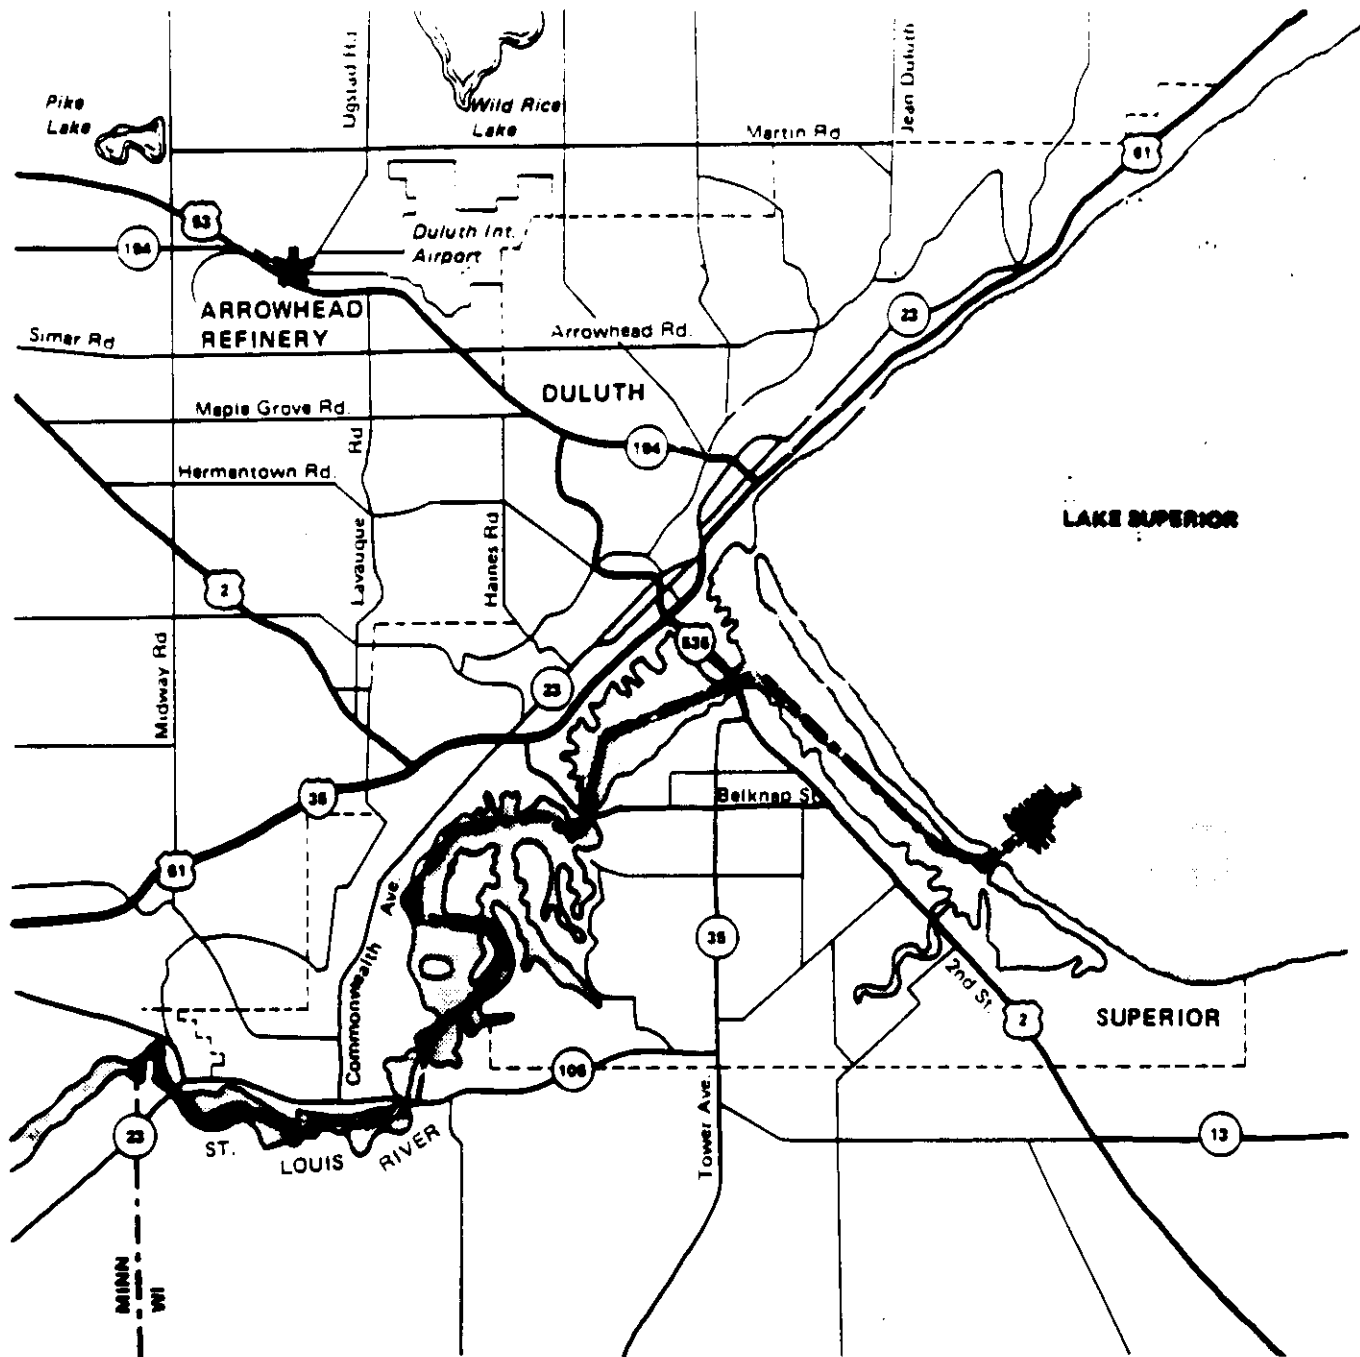 Pike
Lake
Ugstad Rd
Wild Rice
Lake
Martin Rd
Jean Duluth
61
53
194
Duluth Int.
Airport
ARROWHEAD
REFINERY
23
Simar Rd
Arrowhead Rd.
DULUTH
Maple Grove Rd.
194
Rd
Hermantown Rd.
LAKE SUPERIOR
Lavauque
Haines Rd
2
535
Midway Rd
23
35
Belknap St.
61
Ave.
Commonwealth
35
2nd St.
2
SUPERIOR
105
Tower Ave.
23
ST.
LOUIS
RIVER
13
MINN
WI